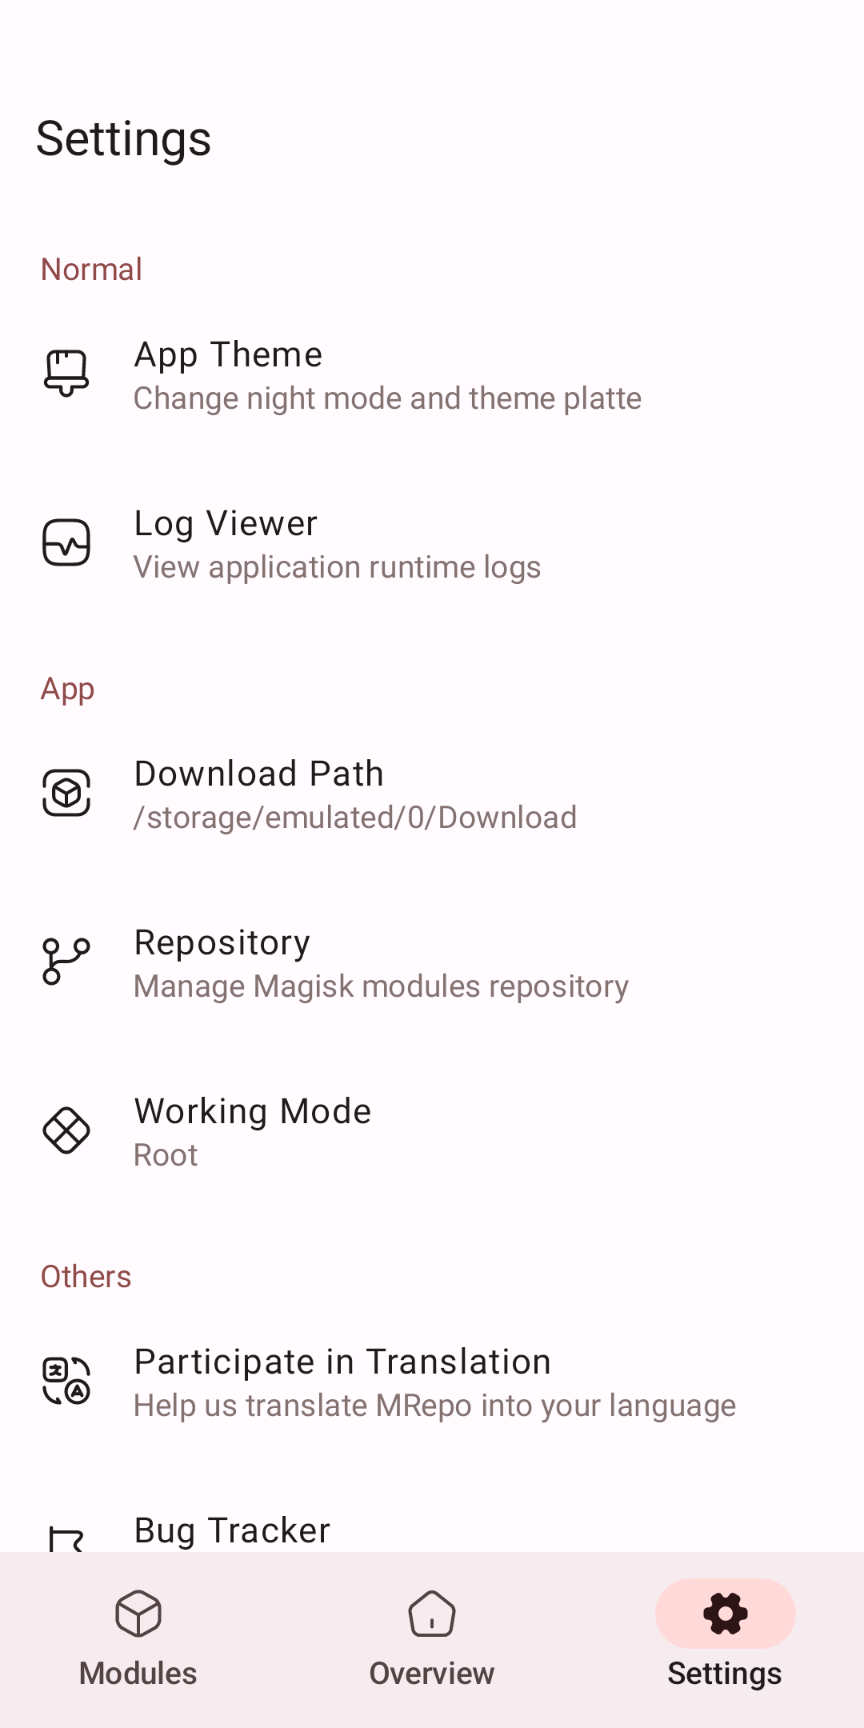 Settings
Normal
App Theme
Change night mode and theme platte
Log Viewer
View application runtime logs
App
Download Path
/storage/emulated/0/Download
Repository
Manage Magisk modules repository
Working Mode
Root
Others
Participate in Translation
Help us translate MRepo into your language
Bug Tracker
Modules
Overview
Settings